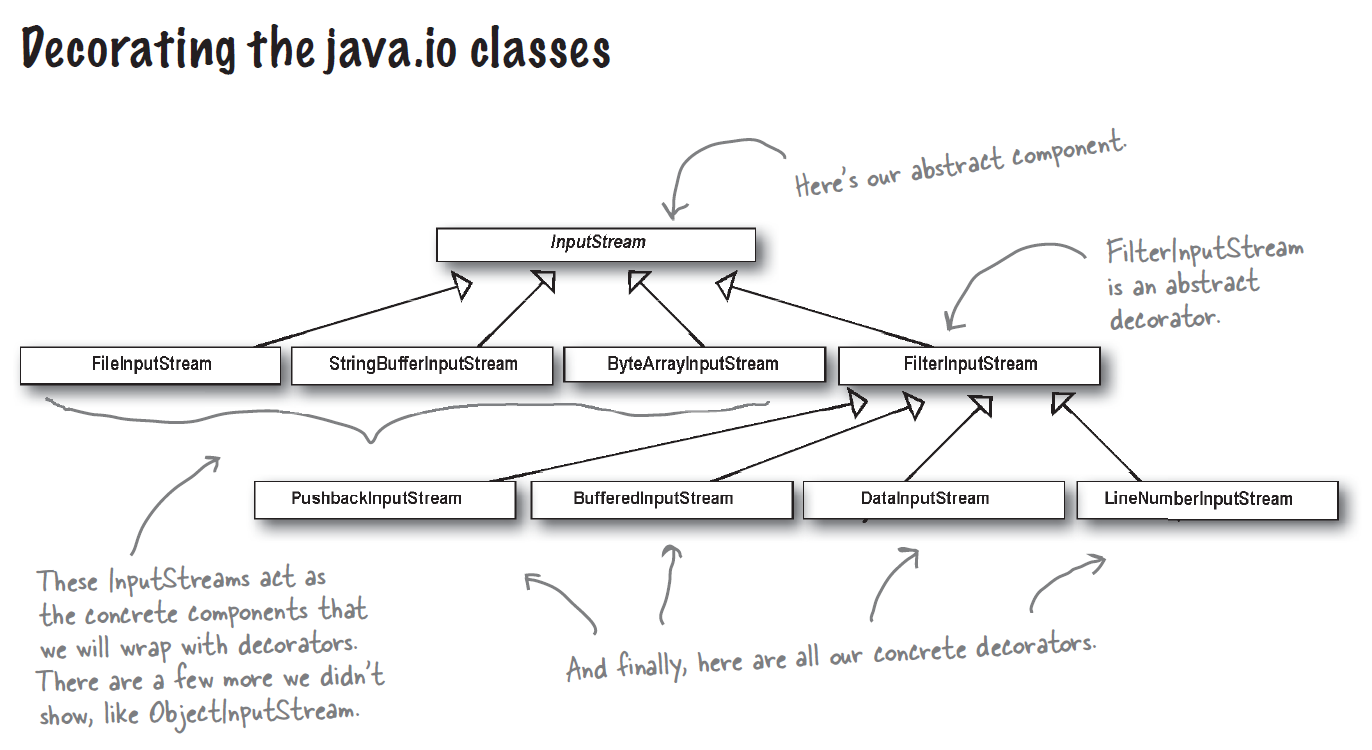 Decorating the java.io classes
Here's our abstract component.
InputStream
FilterInputStream
is an abstract
decorator.
FileInputStream
StringBufferInputStream
ByteArrayInputStream
FilterInputStream
PushbackInputStream
BufferedInputStream
DataInputStream
LineNumberInputStream
These InputStreams act as
the concrete components that
we will wrap with decorators.
There are a few more we didn't
show, like ObjectInputStream.
And finally, here are all our concrete decorators.